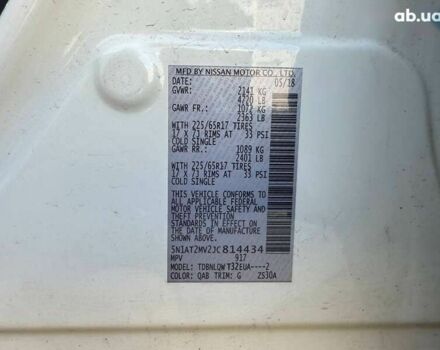 ab.ua
MFD BY NISSAN MOTOR CO., LTD.
DATE: 05/18
GVWR: 2141 KG
4720 LB
GAWR FR.: 1072 KG
2363 LB
WITH 225/65R17 TIRES
17 X 7J RIMS AT 33 PSI
COLD SINGLE
GAWR RR.: 1089 KG
2401 LB
WITH 225/65R17 TIRES
17 X 7J RIMS AT 33 PSI
COLD SINGLE
THIS VEHICLE CONFORMS TO ALL
APPLICABLE FEDERAL MOTOR
VEHICLE SAFETY BUMPER AND
THEFT PREVENTION STANDARDS
IN EFFECT ON THE DATE OF
MANUFACTURE SHOWN ABOVE.
5N1AT2MV2JC814434
MPV 917
MODEL: TDBNLQW T32EUA----2
COLOR: QAB TRIM: G ZS30A